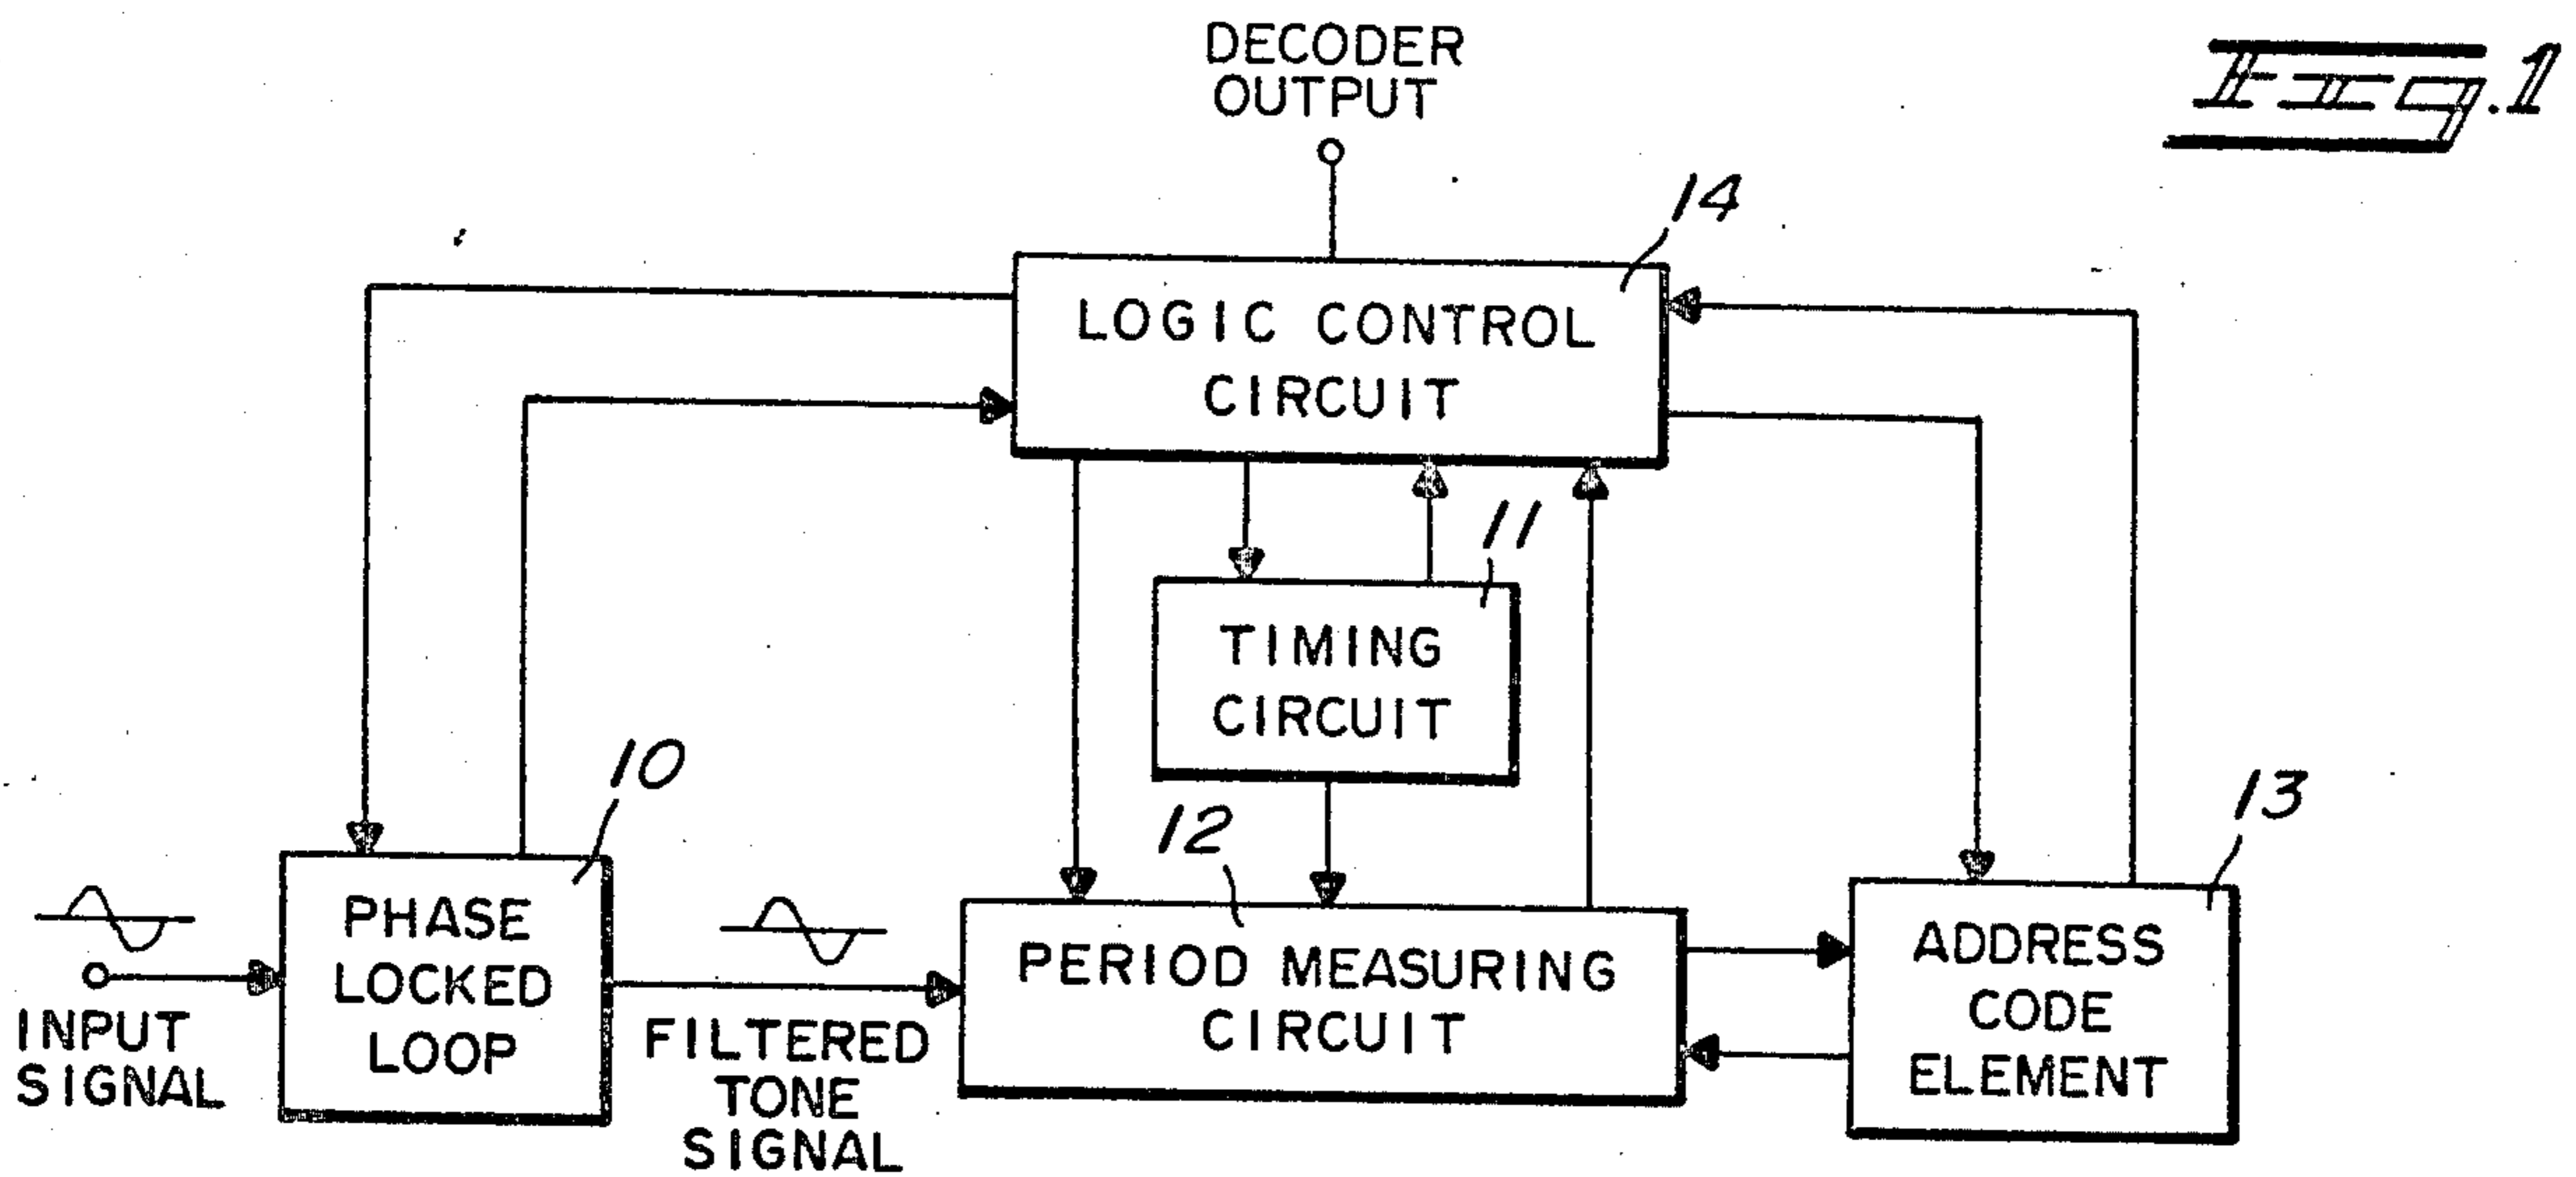 DECODER
OUTPUT
Fig. 1
14
LOGIC CONTROL
CIRCUIT
11
TIMING
CIRCUIT
10
12
13
PHASE
LOCKED
LOOP
INPUT
SIGNAL
FILTERED
TONE
SIGNAL
PERIOD MEASURING
CIRCUIT
ADDRESS
CODE
ELEMENT